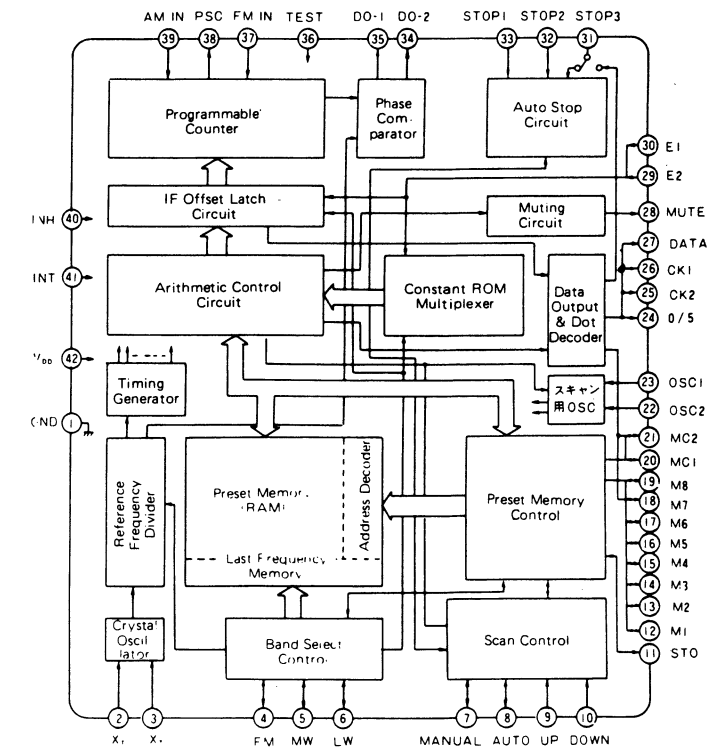 AM IN PSC FM IN TEST DO-1 DO-2 STOP1 STOP2 STOP3
39 38 37 36 35 34 33 32 31
Programmable
Counter
Phase
Com-
parator
Auto Stop
Circuit
30 E1
29 E2
28 MUTE
27 DATA
26 CK1
25 CK2
24 0/5
23 OSC1
22 OSC2
21 MC2
20 MC1
19 M8
18 M7
17 M6
16 M5
15 M4
14 M3
13 M2
12 M1
11 STO
IF Offset Latch
Circuit
Muting
Circuit
40
INT 41
42
1
Arithmetic Control
Circuit
Constant ROM
Multiplexer
Data
Output
& Dot
Decoder
Timing
Generator
スキャン
用OSC
Reference
Frequency
Divider
Preset Memory
(RAM)
Address Decoder
Last Frequency
Memory
Preset Memory
Control
Crystal
Oscil
lator
Band Select
Control
Scan Control
2 3 4 5 6 7 8 9 10
FM MW LW MANUAL AUTO UP DOWN